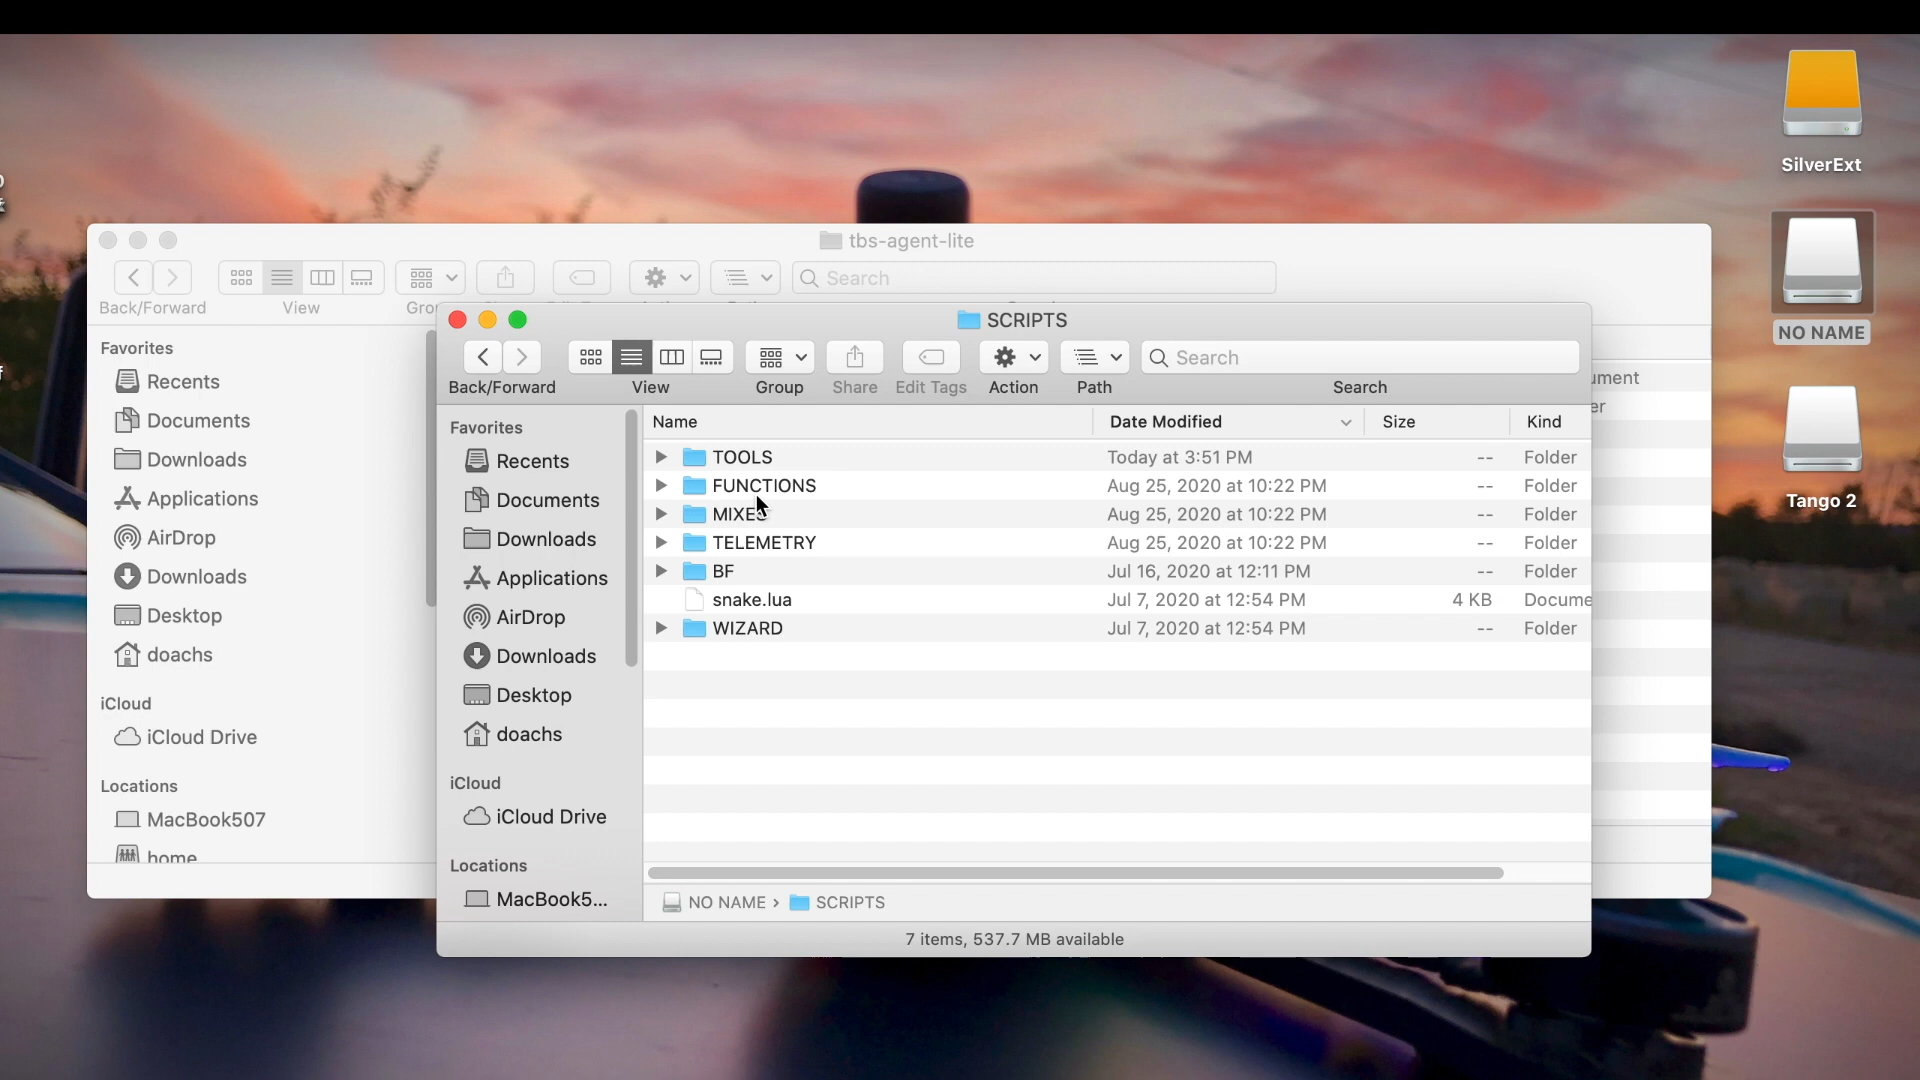 SilverExt
NO NAME
Tango 2
tbs-agent-lite
Search
Back/Forward
View
Favorites
Recents
Documents
Downloads
Applications
AirDrop
Downloads
Desktop
doachs
iCloud
iCloud Drive
Locations
MacBook507
home
SCRIPTS
Search
Back/Forward View Group Share Edit Tags Action Path Search
Favorites
Recents
Documents
Downloads
Applications
AirDrop
Downloads
Desktop
doachs
iCloud
iCloud Drive
Locations
MacBook5...
Name Date Modified Size Kind
TOOLS Today at 3:51 PM -- Folder
FUNCTIONS Aug 25, 2020 at 10:22 PM -- Folder
MIXES Aug 25, 2020 at 10:22 PM -- Folder
TELEMETRY Aug 25, 2020 at 10:22 PM -- Folder
BF Jul 16, 2020 at 12:11 PM -- Folder
snake.lua Jul 7, 2020 at 12:54 PM 4 KB Docume
WIZARD Jul 7, 2020 at 12:54 PM -- Folder
NO NAME › SCRIPTS
7 items, 537.7 MB available